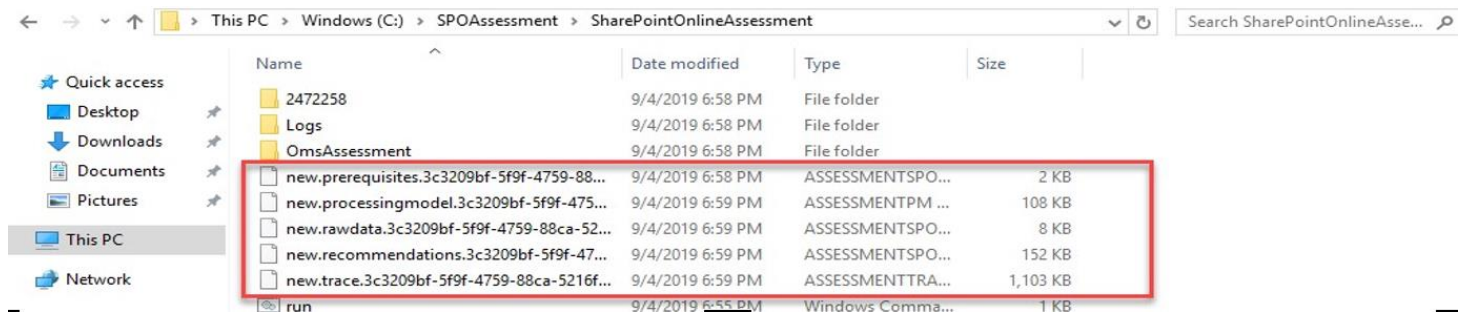 This PC > Windows (C:) > SPOAssessment > SharePointOnlineAssessment Search SharePointOnlineAsse...
Name Date modified Type Size
Quick access
Desktop
Downloads
Documents
Pictures
This PC
Network
2472258 9/4/2019 6:58 PM File folder
Logs 9/4/2019 6:58 PM File folder
OmsAssessment 9/4/2019 6:58 PM File folder
new.prerequisites.3c3209bf-5f9f-4759-88... 9/4/2019 6:58 PM ASSESSMENTSPO... 2 KB
new.processingmodel.3c3209bf-5f9f-475... 9/4/2019 6:59 PM ASSESSMENTPM ... 108 KB
new.rawdata.3c3209bf-5f9f-4759-88ca-52... 9/4/2019 6:59 PM ASSESSMENTSPO... 8 KB
new.recommendations.3c3209bf-5f9f-47... 9/4/2019 6:59 PM ASSESSMENTSPO... 152 KB
new.trace.3c3209bf-5f9f-4759-88ca-5216f... 9/4/2019 6:59 PM ASSESSMENTTRA... 1,103 KB
run 9/4/2019 6:55 PM Windows Comma... 1 KB